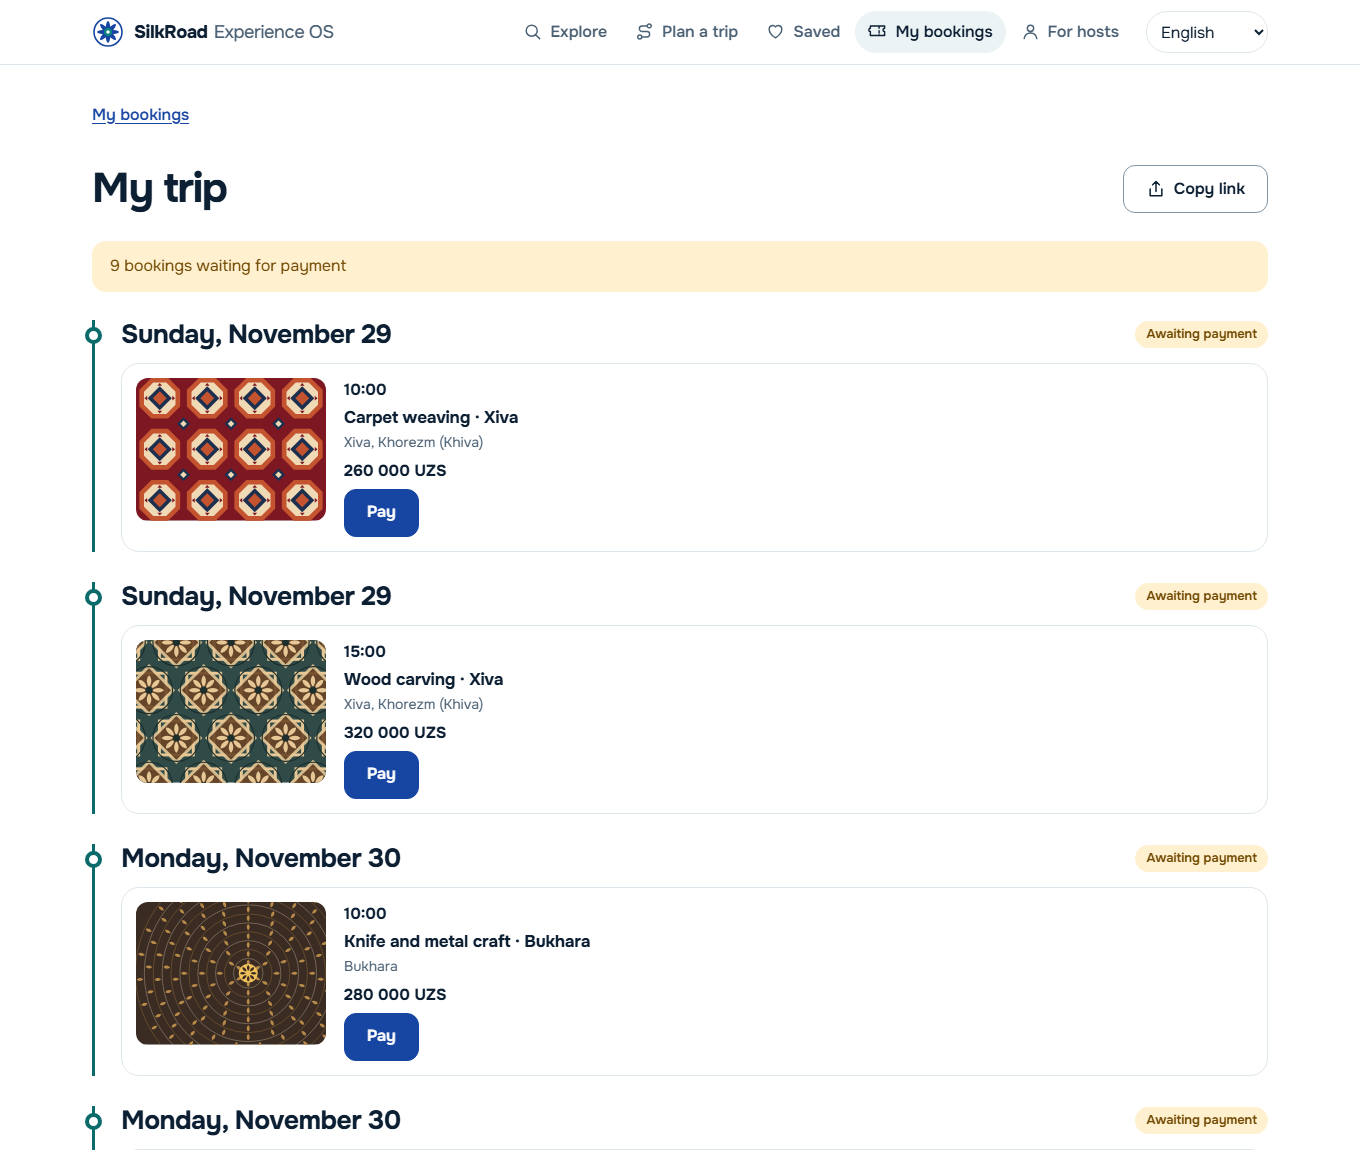 SilkRoad Experience OS
Explore
Plan a trip
Saved
My bookings
For hosts
English
My bookings
My trip
Copy link
9 bookings waiting for payment
Sunday, November 29
Awaiting payment
10:00
Carpet weaving · Xiva
Xiva, Khorezm (Khiva)
260 000 UZS
Pay
Sunday, November 29
Awaiting payment
15:00
Wood carving · Xiva
Xiva, Khorezm (Khiva)
320 000 UZS
Pay
Monday, November 30
Awaiting payment
10:00
Knife and metal craft · Bukhara
Bukhara
280 000 UZS
Pay
Monday, November 30
Awaiting payment